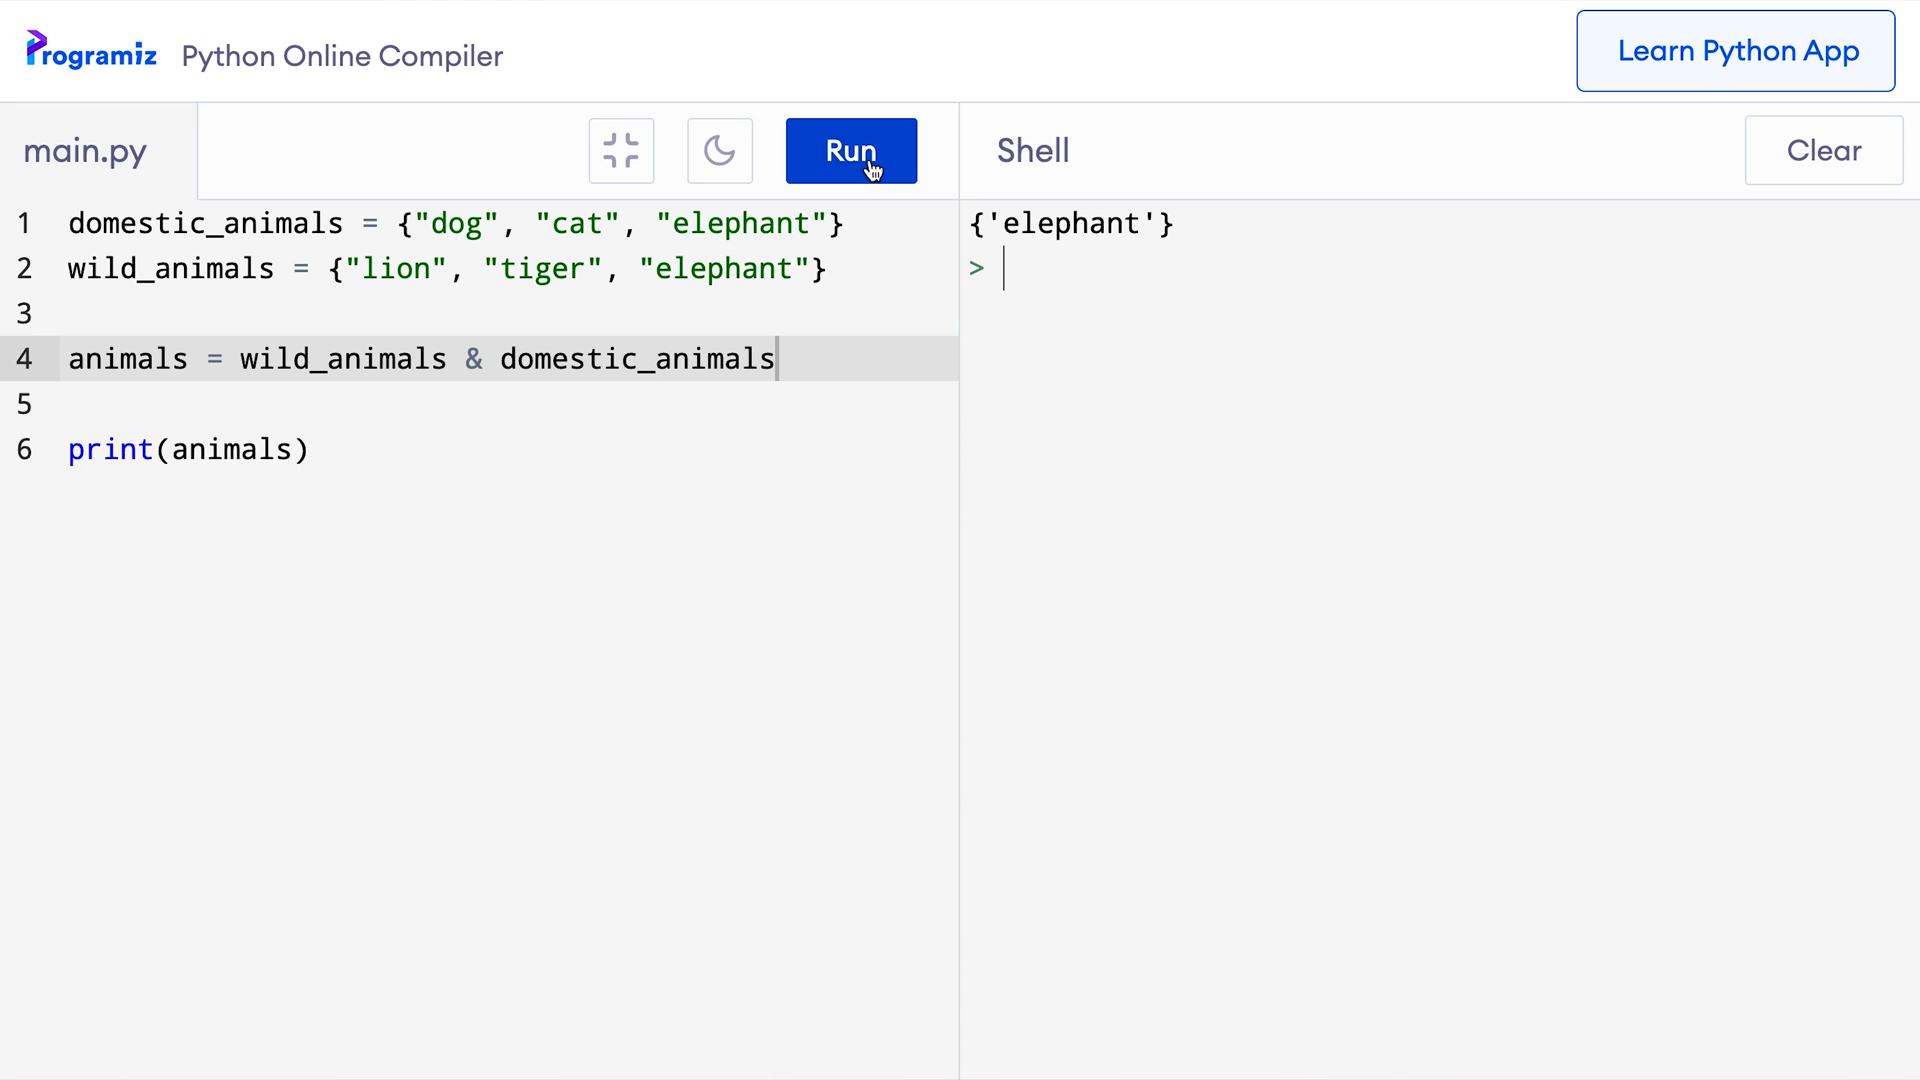 Programiz Python Online Compiler
Learn Python App
main.py
Run
Shell
Clear
1 domestic_animals = {"dog", "cat", "elephant"}
2 wild_animals = {"lion", "tiger", "elephant"}
3
4 animals = wild_animals & domestic_animals
5
6 print(animals)
{'elephant'}
>